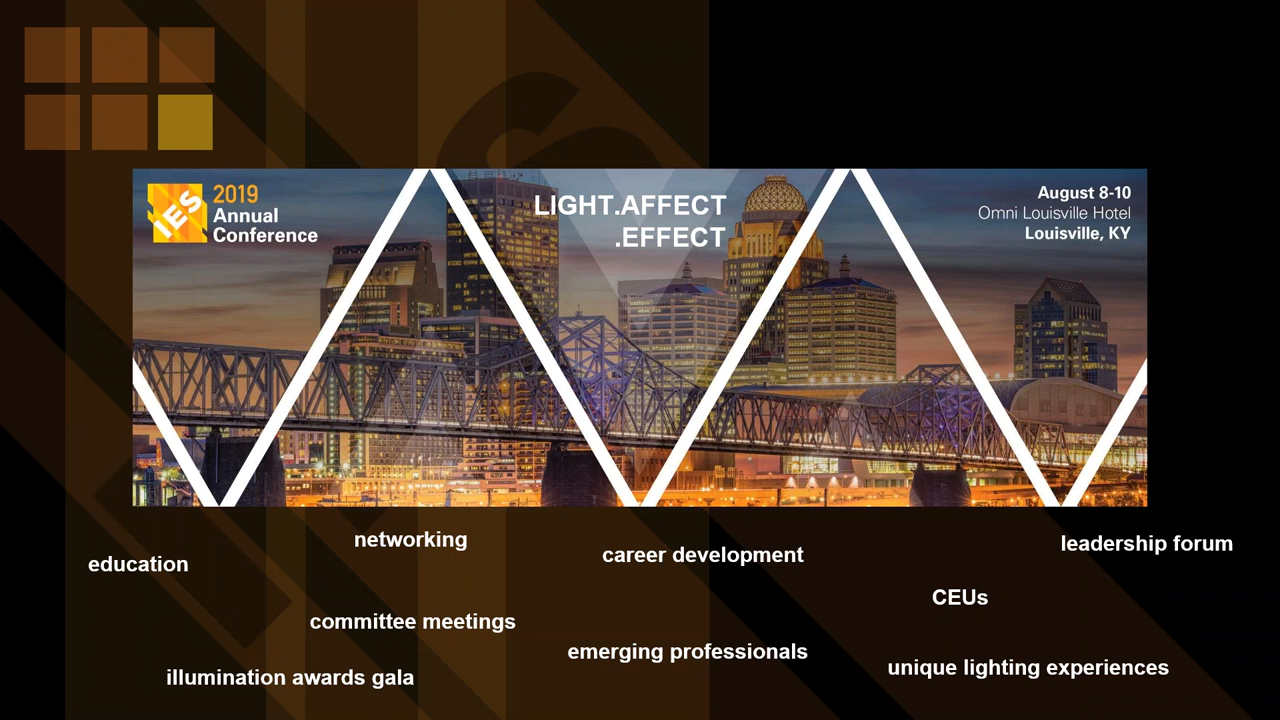 IES
2019
Annual
Conference
LIGHT.AFFECT
.EFFECT
August 8-10
Omni Louisville Hotel
Louisville, KY
networking
education
career development
leadership forum
CEUs
committee meetings
emerging professionals
unique lighting experiences
illumination awards gala